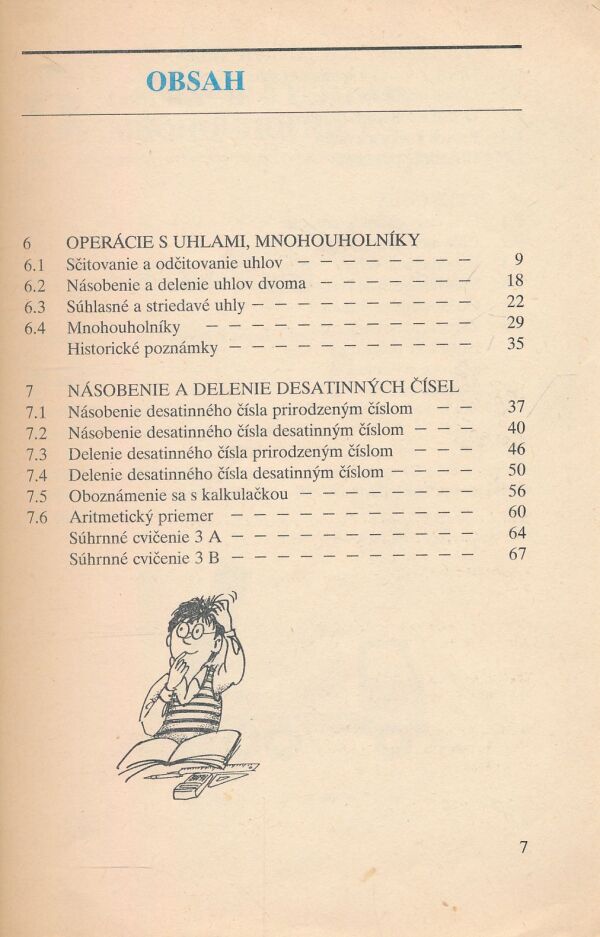 OBSAH
6 OPERÁCIE S UHLAMI, MNOHOUHOLNÍKY
6.1 Sčitovanie a odčitovanie uhlov – – – – – – – – 9
6.2 Násobenie a delenie uhlov dvoma – – – – – – – 18
6.3 Súhlasné a striedavé uhly – – – – – – – – – – 22
6.4 Mnohouholníky – – – – – – – – – – – – 29
Historické poznámky – – – – – – – – – – – 35
7 NÁSOBENIE A DELENIE DESATINNÝCH ČÍSEL
7.1 Násobenie desatinného čísla prirodzeným číslom – – 37
7.2 Násobenie desatinného čísla desatinným číslom – – – 40
7.3 Delenie desatinného čísla prirodzeným číslom – – – 46
7.4 Delenie desatinného čísla desatinným číslom – – – – 50
7.5 Oboznámenie sa s kalkulačkou – – – – – – – – 56
7.6 Aritmetický priemer – – – – – – – – – – – 60
Súhrnné cvičenie 3 A – – – – – – – – – – – 64
Súhrnné cvičenie 3 B – – – – – – – – – – – 67
7